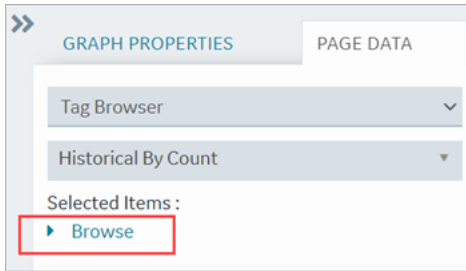 GRAPH PROPERTIES PAGE DATA
Tag Browser
Historical By Count
Selected Items :
Browse